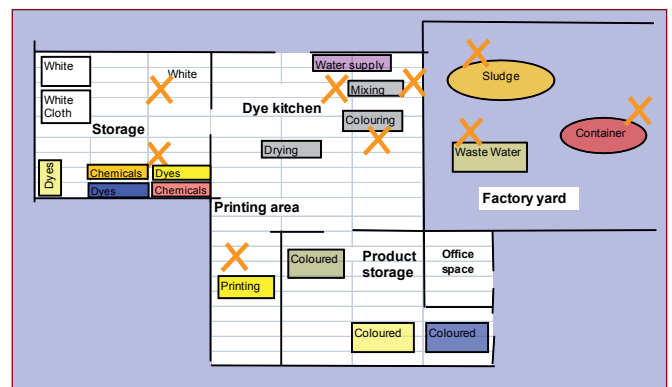 White
White
White
Cloth
Storage
Dyes
Chemicals
Dyes
Dyes
Chemicals
Water supply
Mixing
Dye kitchen
Colouring
Drying
Printing area
Printing
Coloured
Product
storage
Office
space
Coloured
Coloured
Sludge
Container
Waste Water
Factory yard